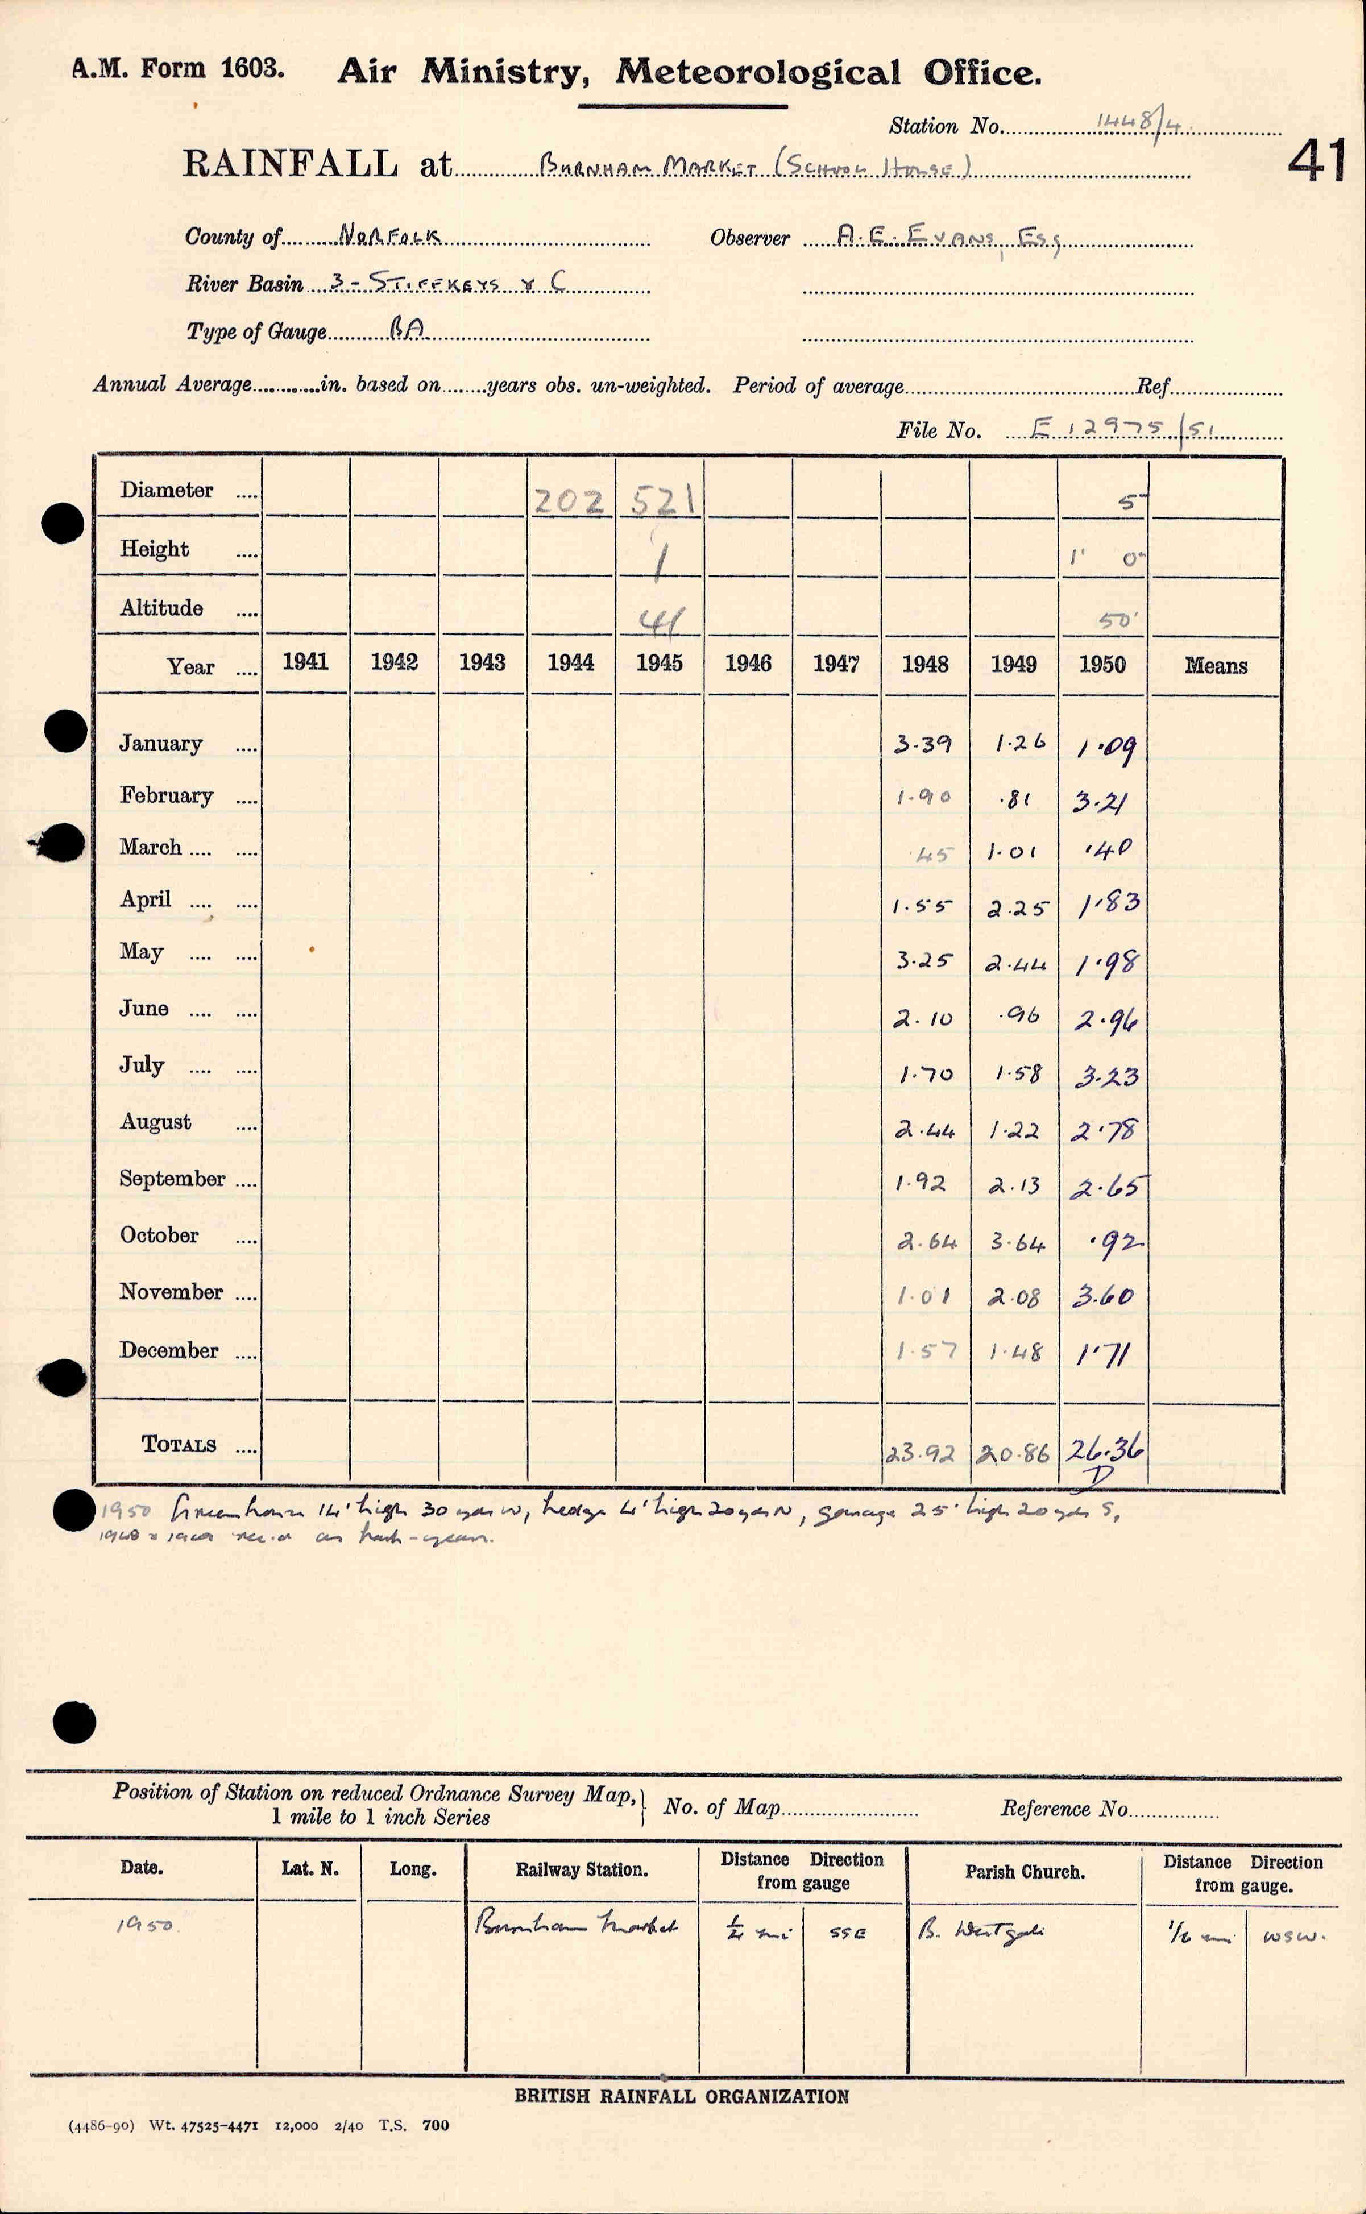 A.M. Form 1603. Air Ministry, Meteorological Office.
Station No. 1448/4
41
RAINFALL at BURNHAM MARKET (SCHOOL HOUSE)
County of NORFOLK Observer A. E. EVANS, ESQ
River Basin 3 - STIFFKEYS & C
Type of Gauge BA
Annual Average in. based on years obs. un-weighted. Period of average Ref.
File No. E 12975/51
Diameter .... 202 521 5
Height .... 1 1' 0
Altitude .... 41 50'
Year .... 1941 1942 1943 1944 1945 1946 1947 1948 1949 1950 Means
January .... 3.39 1.26 1.09
February .... 1.90 .81 3.21
March .... .... .45 1.01 .40
April .... .... 1.55 2.25 1.83
May .... .... 3.25 2.44 1.98
June .... .... 2.10 .96 2.96
July .... .... 1.70 1.58 3.23
August .... 2.44 1.22 2.78
September .... 1.92 2.13 2.65
October .... 2.64 3.64 .92
November .... 1.01 2.08 3.60
December .... 1.57 1.48 1.71
TOTALS .... 23.92 20.86 26.36
D
1950 Greenhouse 14' high 30 yds W, hedge 4' high 20 yds N, garage 25' high 20 yds S,
1948 & 1949 rec'd as
Position of Station on reduced Ordnance Survey Map, 1 mile to 1 inch Series } No. of Map Reference No.
Date. Lat. N. Long. Railway Station. Distance Direction from gauge Parish Church. Distance Direction from gauge.
1950. Burnham Market 1/4 mi SSE B. Westgate 1/6 mi WSW.
BRITISH RAINFALL ORGANIZATION
(4486-90) Wt. 47525-4471 12,000 2/40 T.S. 700